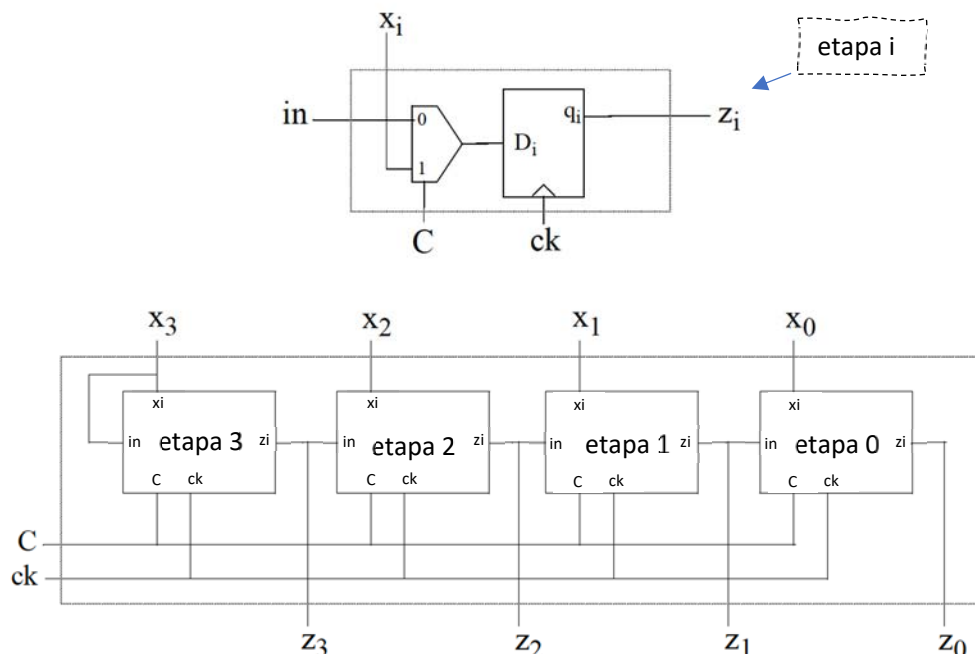 xᵢ
etapa i
in
0
1
Dᵢ
qᵢ
zᵢ
C
ck
x₃ x₂ x₁ x₀
xi xi xi xi
in etapa 3 zi in etapa 2 zi in etapa 1 zi in etapa 0 zi
C ck C ck C ck C ck
C
ck
z₃ z₂ z₁ z₀